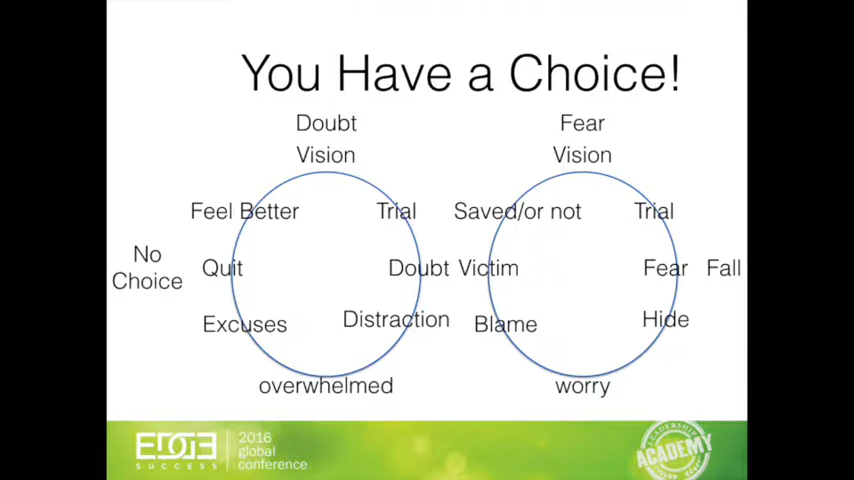 You Have a Choice!
Doubt
Vision
Feel Better
Trial
No
Choice
Quit
Doubt
Excuses
Distraction
overwhelmed
Fear
Vision
Saved/or not
Trial
Victim
Fear
Fall
Blame
Hide
worry
EDGE
SUCCESS
2016
global
conference
LEADERSHIP
ACADEMY